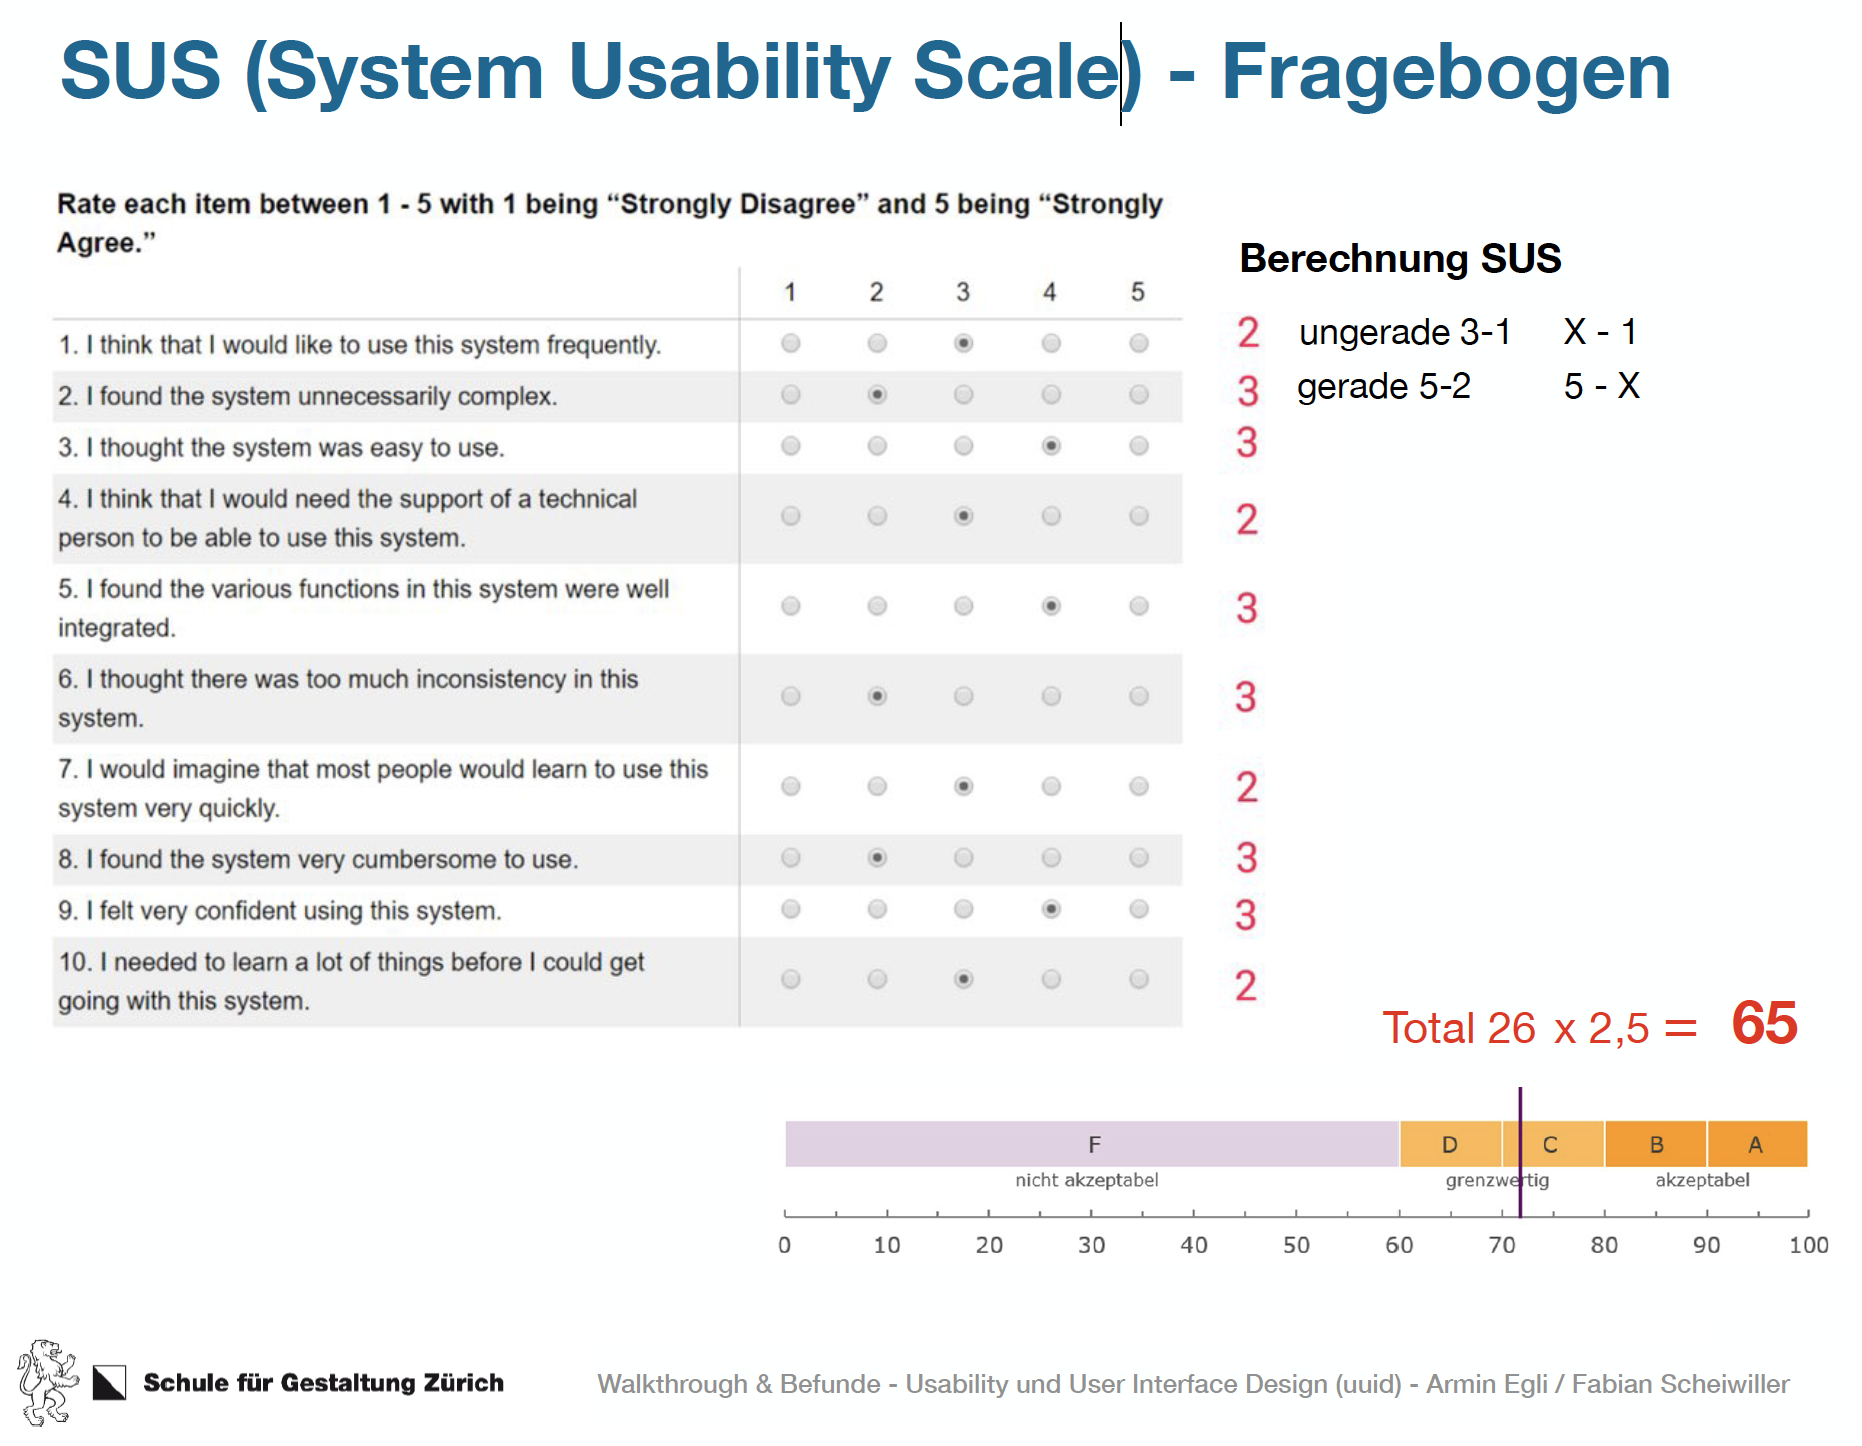 SUS (System Usability Scale) - Fragebogen
Rate each item between 1 - 5 with 1 being “Strongly Disagree” and 5 being “Strongly
Agree.”
1 2 3 4 5
1. I think that I would like to use this system frequently.
2. I found the system unnecessarily complex.
3. I thought the system was easy to use.
4. I think that I would need the support of a technical
person to be able to use this system.
5. I found the various functions in this system were well
integrated.
6. I thought there was too much inconsistency in this
system.
7. I would imagine that most people would learn to use this
system very quickly.
8. I found the system very cumbersome to use.
9. I felt very confident using this system.
10. I needed to learn a lot of things before I could get
going with this system.
Berechnung SUS
2 ungerade 3-1 X - 1
3 gerade 5-2 5 - X
3
2
3
3
2
3
3
2
Total 26 x 2,5 = 65
F D C B A
nicht akzeptabel grenzwertig akzeptabel
0 10 20 30 40 50 60 70 80 90 100
Schule für Gestaltung Zürich
Walkthrough & Befunde - Usability und User Interface Design (uuid) - Armin Egli / Fabian Scheiwiller